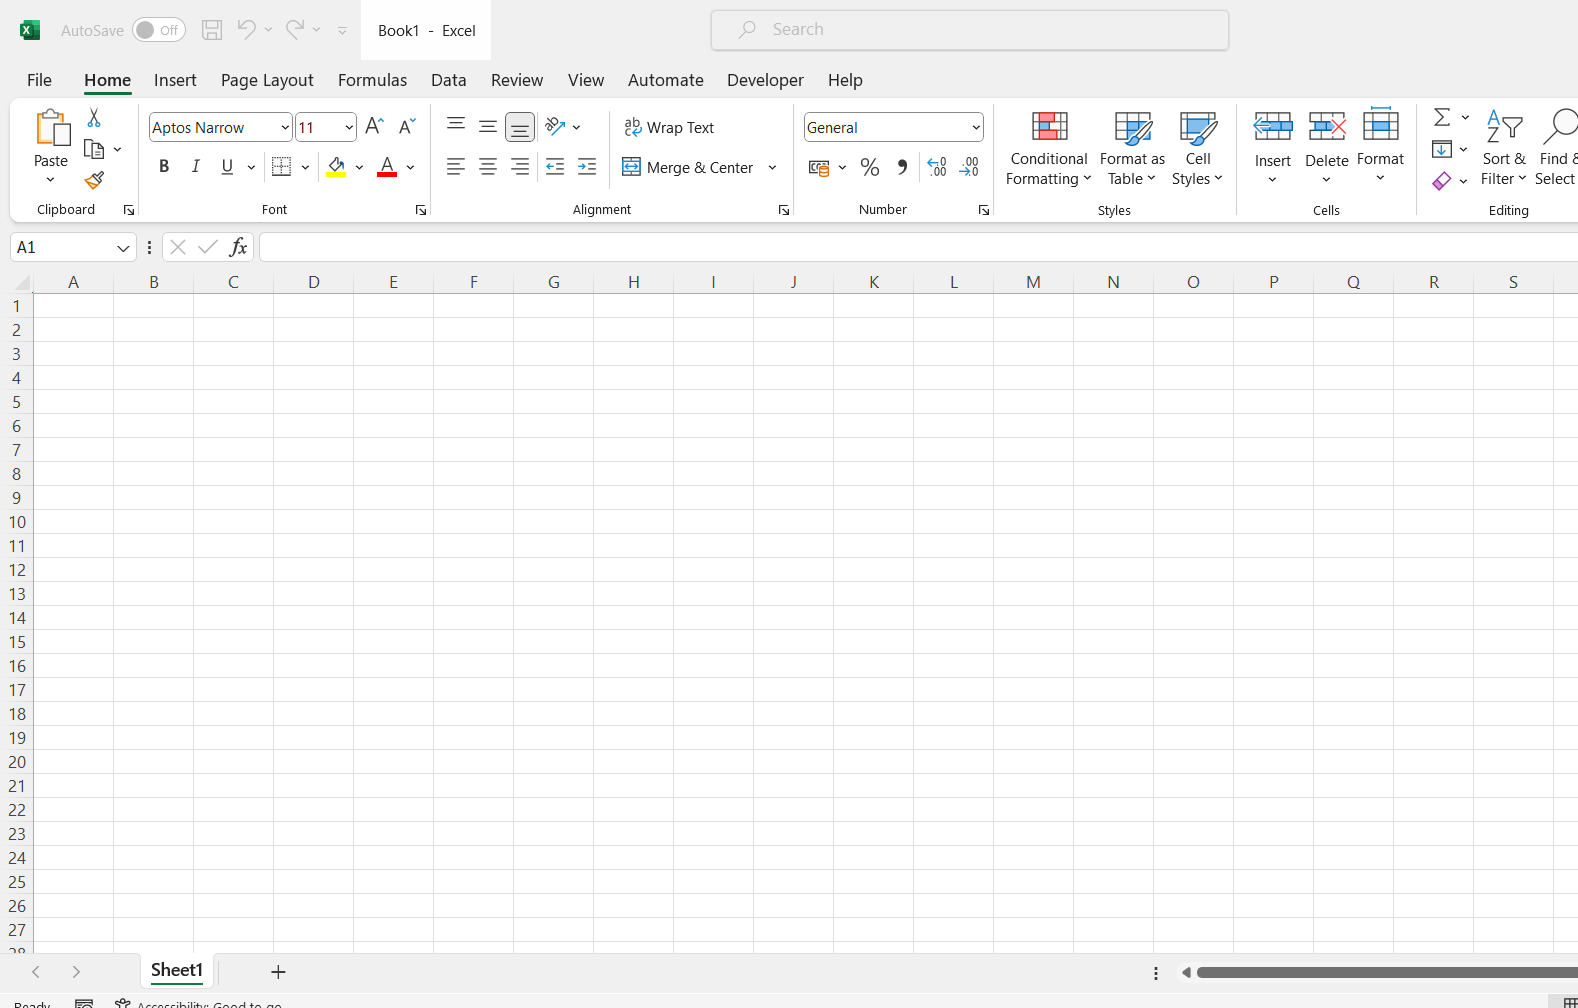 AutoSave Off Book1 - Excel Search
File Home Insert Page Layout Formulas Data Review View Automate Developer Help
Paste
Clipboard
Aptos Narrow 11
B I U A
Font
Wrap Text
Merge & Center
Alignment
General
% .00
Number
Conditional Formatting
Format as Table
Cell Styles
Styles
Insert
Delete
Format
Cells
Sort & Filter
Find &
Select
Editing
A1 fx
A B C D E F G H I J K L M N O P Q R S
1
2
3
4
5
6
7
8
9
10
11
12
13
14
15
16
17
18
19
20
21
22
23
24
25
26
27
28
Sheet1
Ready Accessibility: Good to go